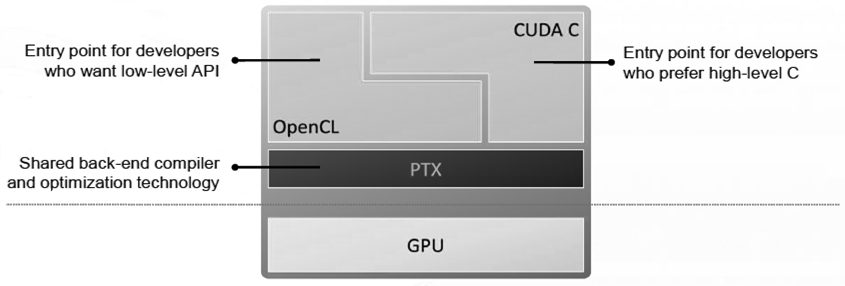 CUDA C
Entry point for developers
who want low-level API
Entry point for developers
who prefer high-level C
OpenCL
Shared back-end compiler
and optimization technology
PTX
GPU